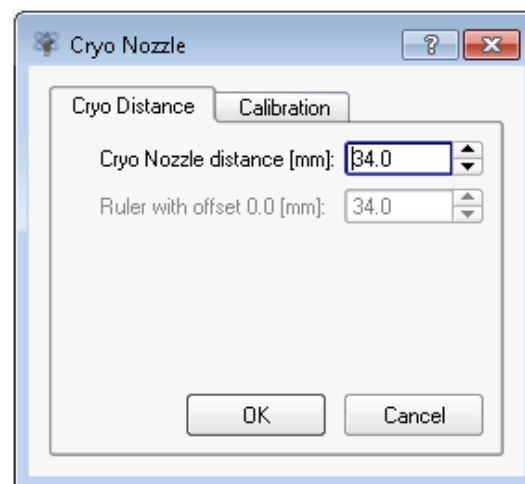 Cryo Nozzle
Cryo Distance Calibration
Cryo Nozzle distance [mm]: 34.0
Ruler with offset 0.0 [mm]: 34.0
OK Cancel